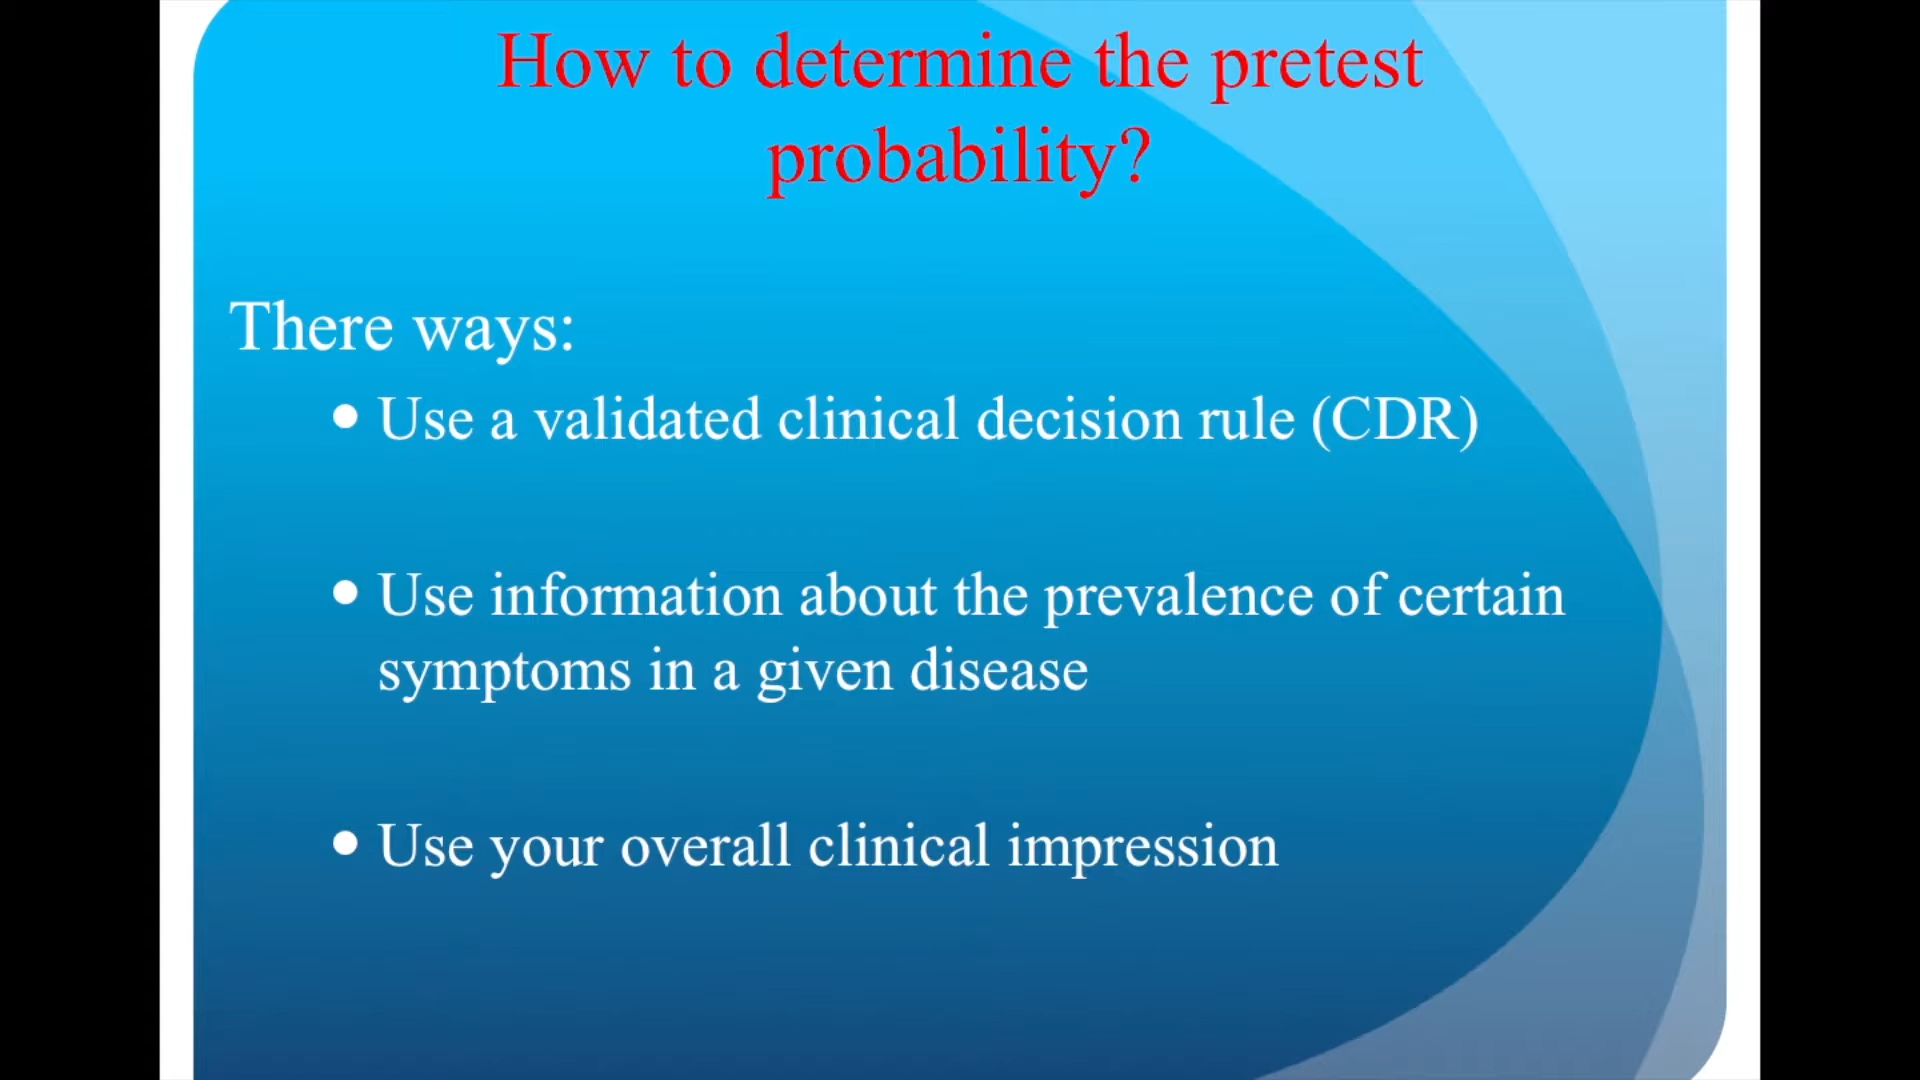 How to determine the pretest
probability?
There ways:
• Use a validated clinical decision rule (CDR)
• Use information about the prevalence of certain
symptoms in a given disease
• Use your overall clinical impression